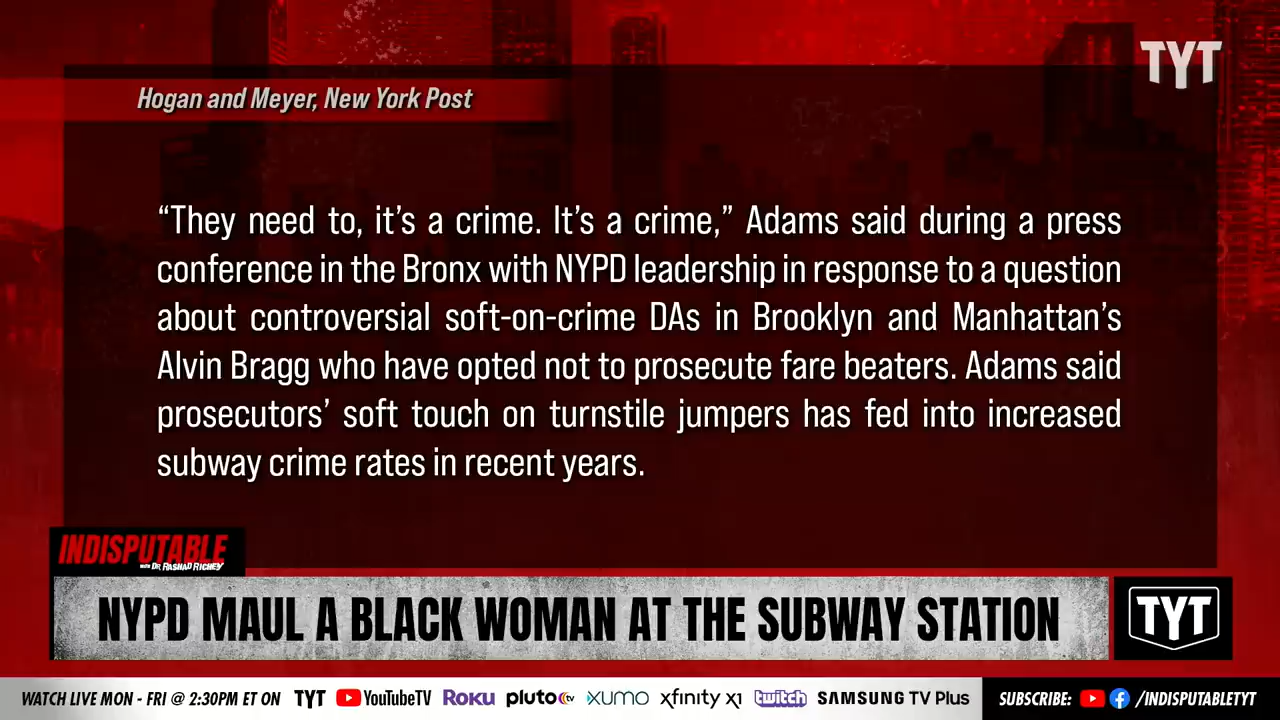 TYT
Hogan and Meyer, New York Post
“They need to, it’s a crime. It’s a crime,” Adams said during a press
conference in the Bronx with NYPD leadership in response to a question
about controversial soft-on-crime DAs in Brooklyn and Manhattan’s
Alvin Bragg who have opted not to prosecute fare beaters. Adams said
prosecutors’ soft touch on turnstile jumpers has fed into increased
subway crime rates in recent years.
INDISPUTABLE
WITH DR. RASHAD RICHEY
NYPD MAUL A BLACK WOMAN AT THE SUBWAY STATION
TYT
WATCH LIVE MON - FRI @ 2:30PM ET ON TYT YouTubeTV ROKU pluto tv xumo xfinity x1 twitch SAMSUNG TV Plus SUBSCRIBE: /INDISPUTABLETYT